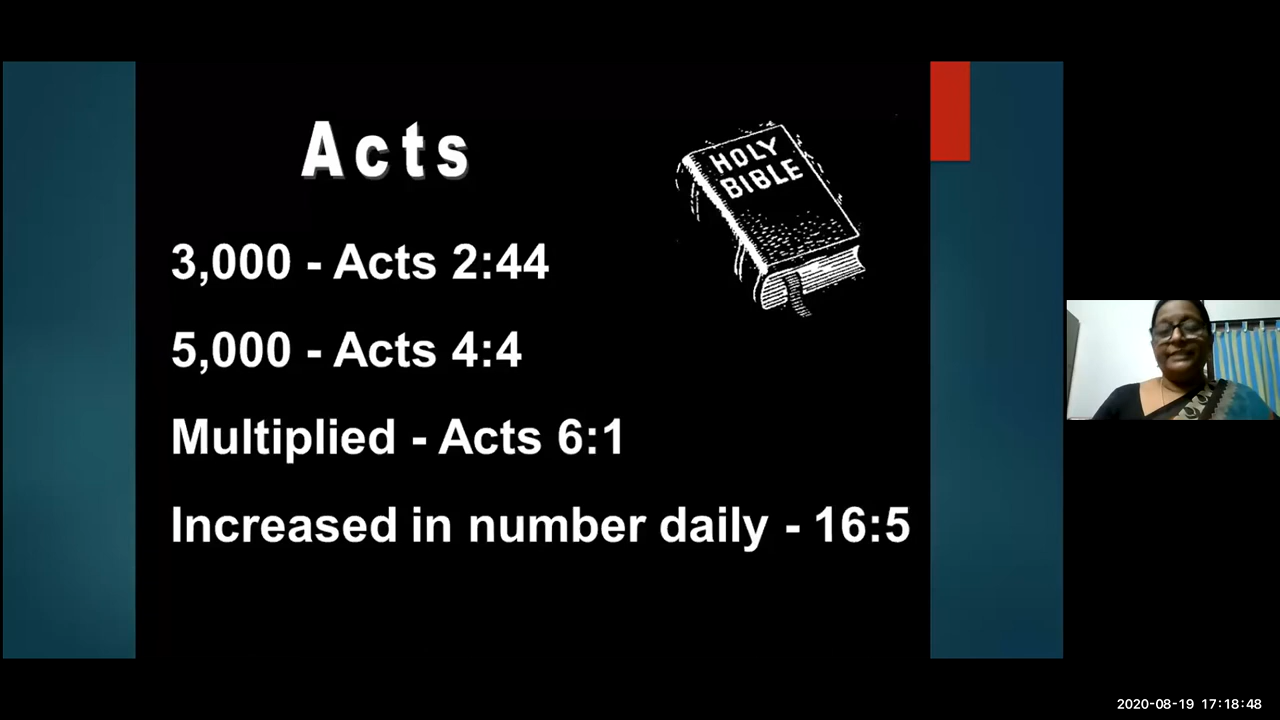 Acts
HOLY
BIBLE
3,000 - Acts 2:44
5,000 - Acts 4:4
Multiplied - Acts 6:1
Increased in number daily - 16:5
2020-08-19 17:18:48